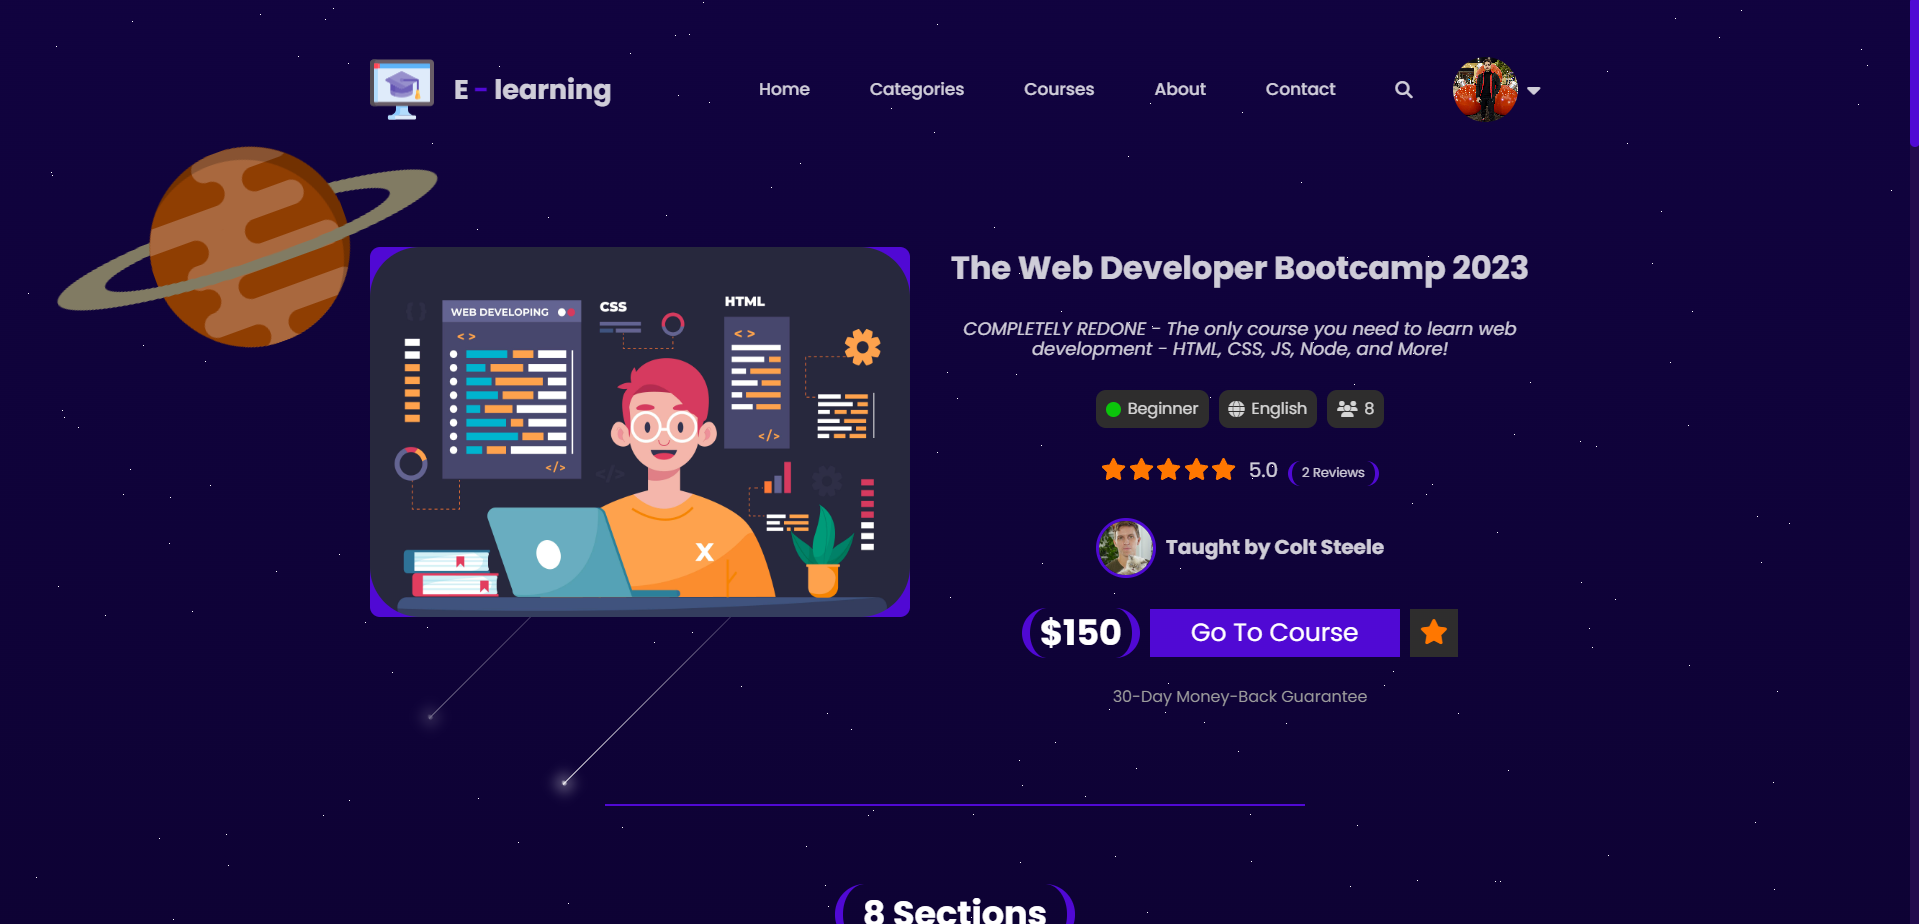 E - learning
Home
Categories
Courses
About
Contact
WEB DEVELOPING
< >
</>
CSS
HTML
< >
</>
</>
X
The Web Developer Bootcamp 2023
COMPLETELY REDONE - The only course you need to learn web
development - HTML, CSS, JS, Node, and More!
Beginner
English
8
5.0
2 Reviews
Taught by Colt Steele
$150
Go To Course
30-Day Money-Back Guarantee
8 Sections